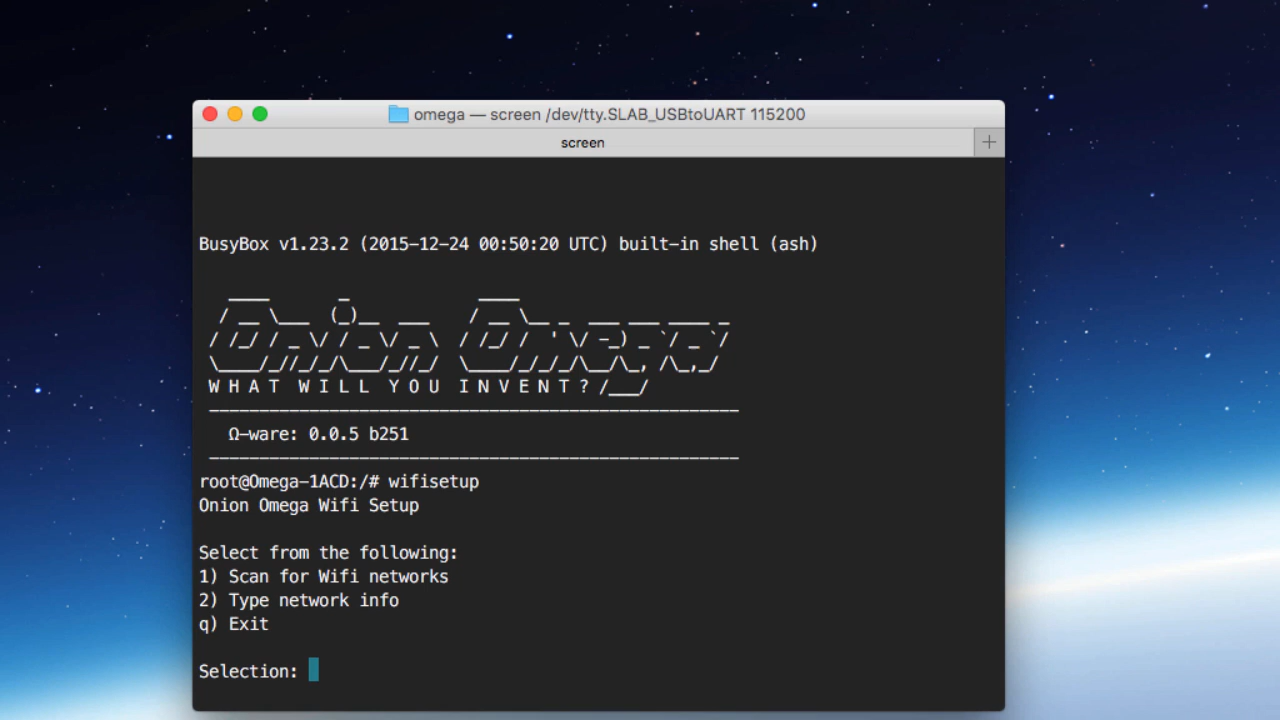 omega — screen /dev/tty.SLAB_USBtoUART 115200
screen
BusyBox v1.23.2 (2015-12-24 00:50:20 UTC) built-in shell (ash)
Onion Omega
W H A T  W I L L  Y O U  I N V E N T ?
Ω-ware: 0.0.5 b251
root@Omega-1ACD:/# wifisetup
Onion Omega Wifi Setup
Select from the following:
1) Scan for Wifi networks
2) Type network info
q) Exit
Selection: